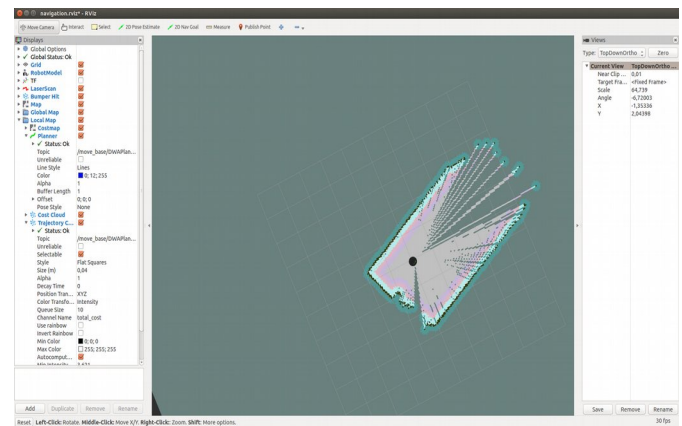 navigation.rviz* - RViz
Move Camera Interact Select 2D Pose Estimate 2D Nav Goal Measure Publish Point
Displays
Global Options
Global Status: Ok
Grid
RobotModel
TF
LaserScan
Bumper Hit
Map
Global Map
Local Map
Costmap
Planner
Status: Ok
Topic /move_base/DWAPlan...
Unreliable
Line Style Lines
Color 0; 12; 255
Alpha 1
Buffer Length 1
Offset 0; 0; 0
Pose Style None
Cost Cloud
Trajectory C...
Status: Ok
Topic /move_base/DWAPlan...
Unreliable
Selectable
Style Flat Squares
Size (m) 0,04
Alpha 1
Decay Time 0
Position Tran... XYZ
Color Transfo... Intensity
Queue Size 10
Channel Name total_cost
Use rainbow
Invert Rainbow
Min Color 0; 0; 0
Max Color 255; 255; 255
Autocomput...
Add Duplicate Remove Rename
Reset Left-Click: Rotate. Middle-Click: Move X/Y. Right-Click: Zoom. Shift: More options.
Views
Type: TopDownOrtho Zero
Current View TopDownOrtho ...
Near Clip ... 0,01
Target Fra... <Fixed Frame>
Scale 64,739
Angle -6,72003
X -1,35336
Y 2,04398
Save Remove Rename
30 fps